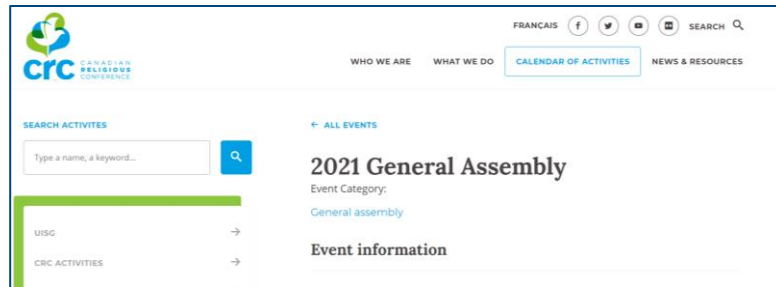 FRANÇAIS
SEARCH
crc CANADIAN
RELIGIOUS
CONFERENCE
WHO WE ARE WHAT WE DO CALENDAR OF ACTIVITIES NEWS & RESOURCES
SEARCH ACTIVITES
Type a name, a keyword...
UISG
CRC ACTIVITIES
← ALL EVENTS
2021 General Assembly
Event Category:
General assembly
Event information